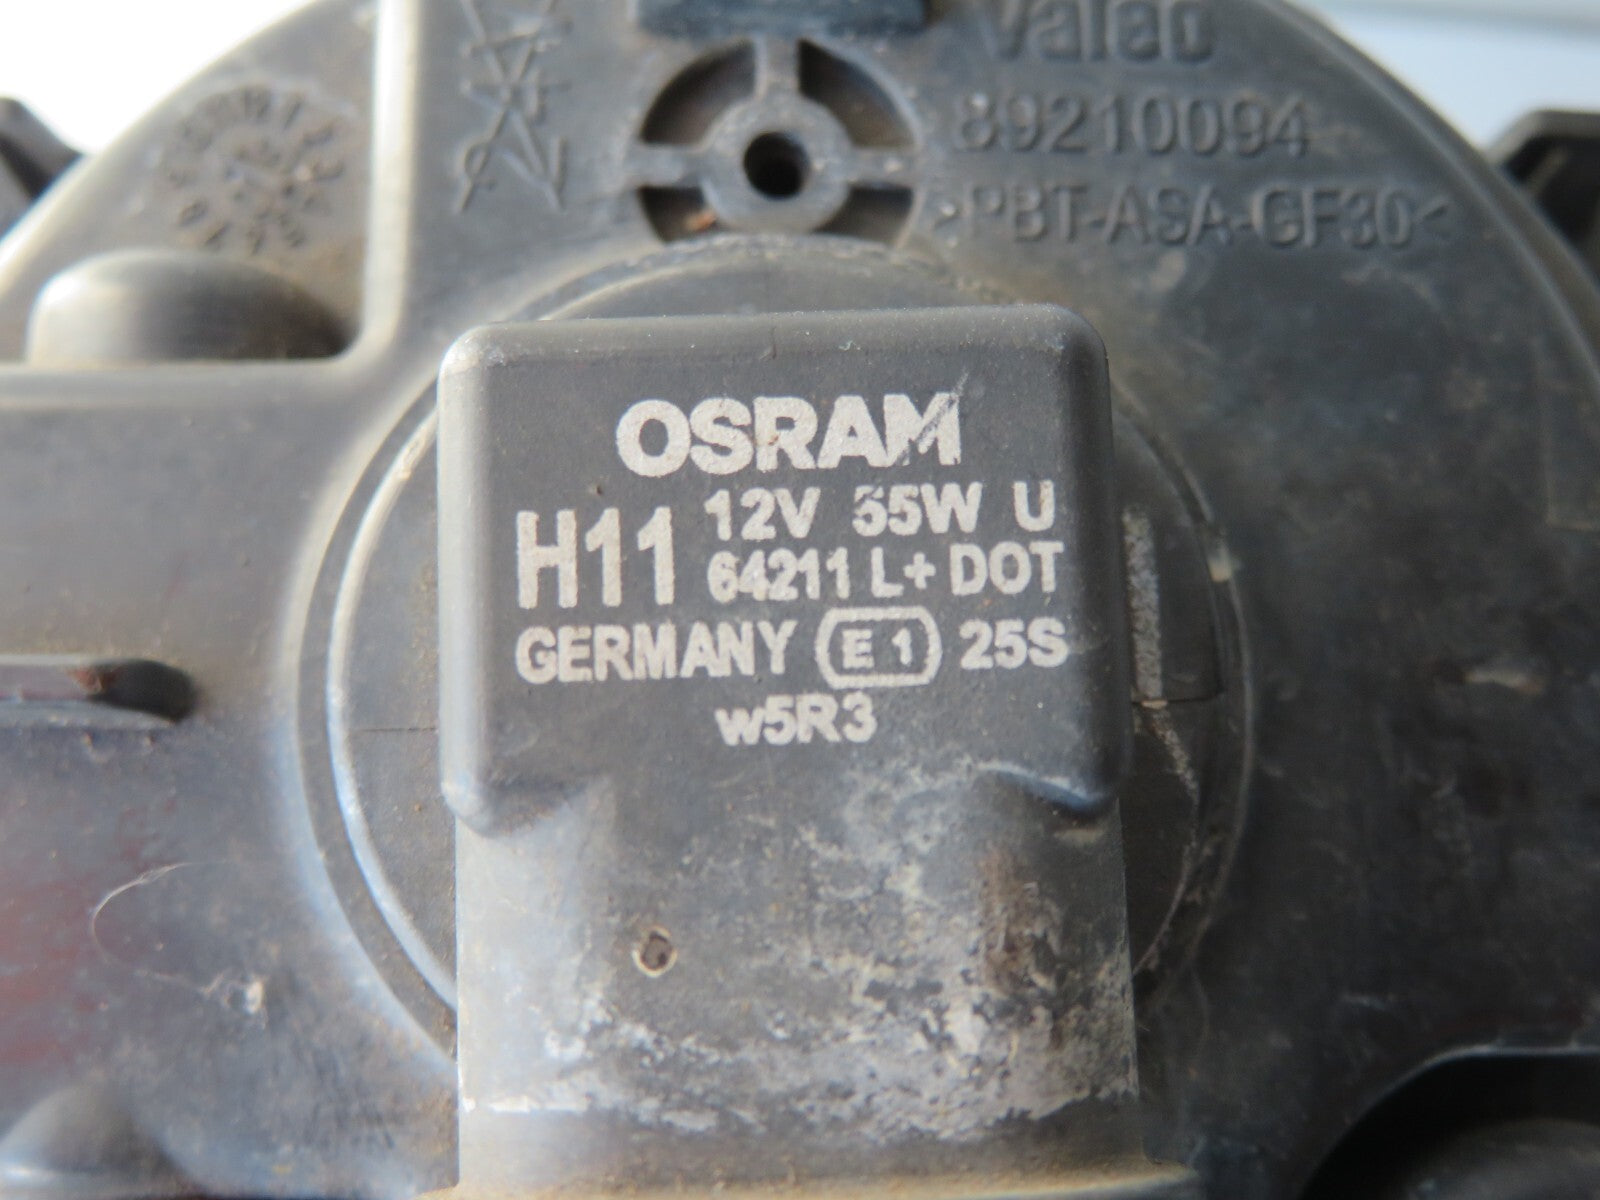 Valeo
89210094
>PBT-ASA-GF30<
OSRAM
H11 12V 55W U
64211 L+ DOT
GERMANY E1 25S
w5R3